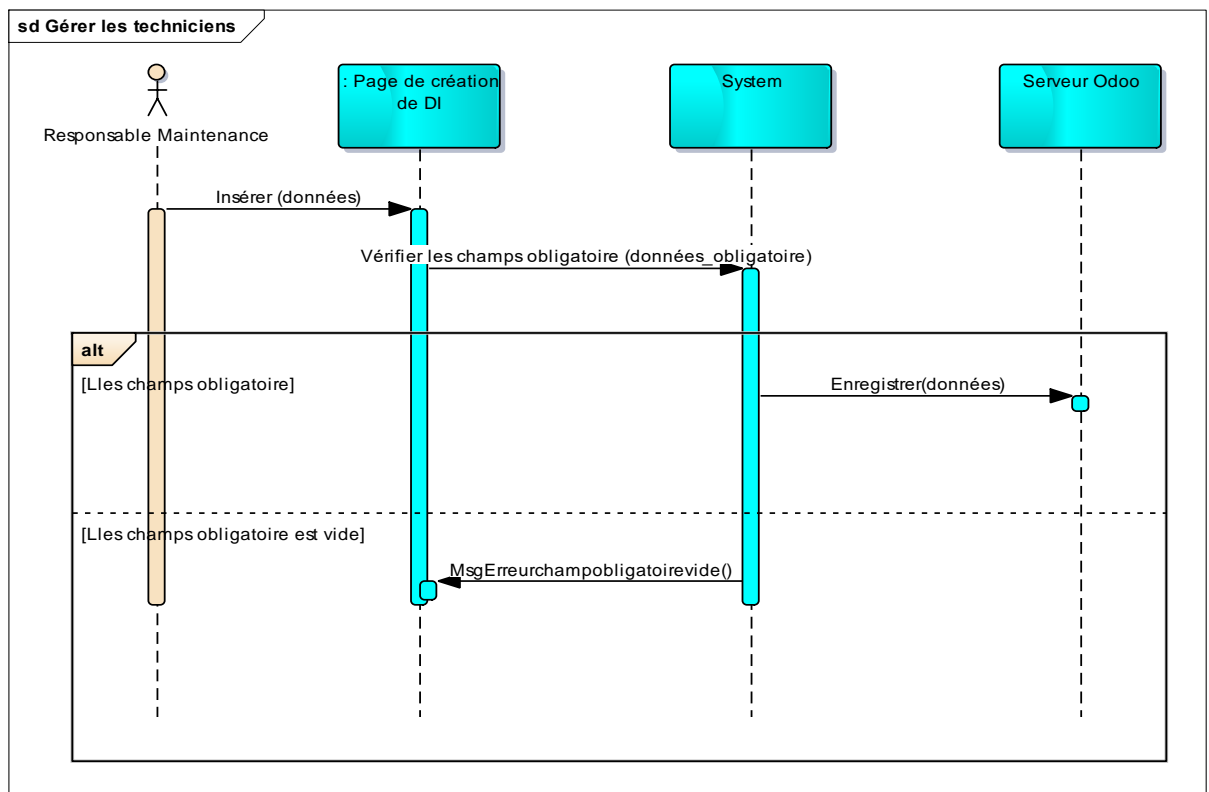 sd Gérer les techniciens
Responsable Maintenance
: Page de création
de DI
System
Serveur Odoo
Insérer (données)
Vérifier les champs obligatoire (données_obligatoire)
alt
[Lles champs obligatoire]
Enregistrer(données)
[Lles champs obligatoire est vide]
MsgErreurchampobligatoirevide()